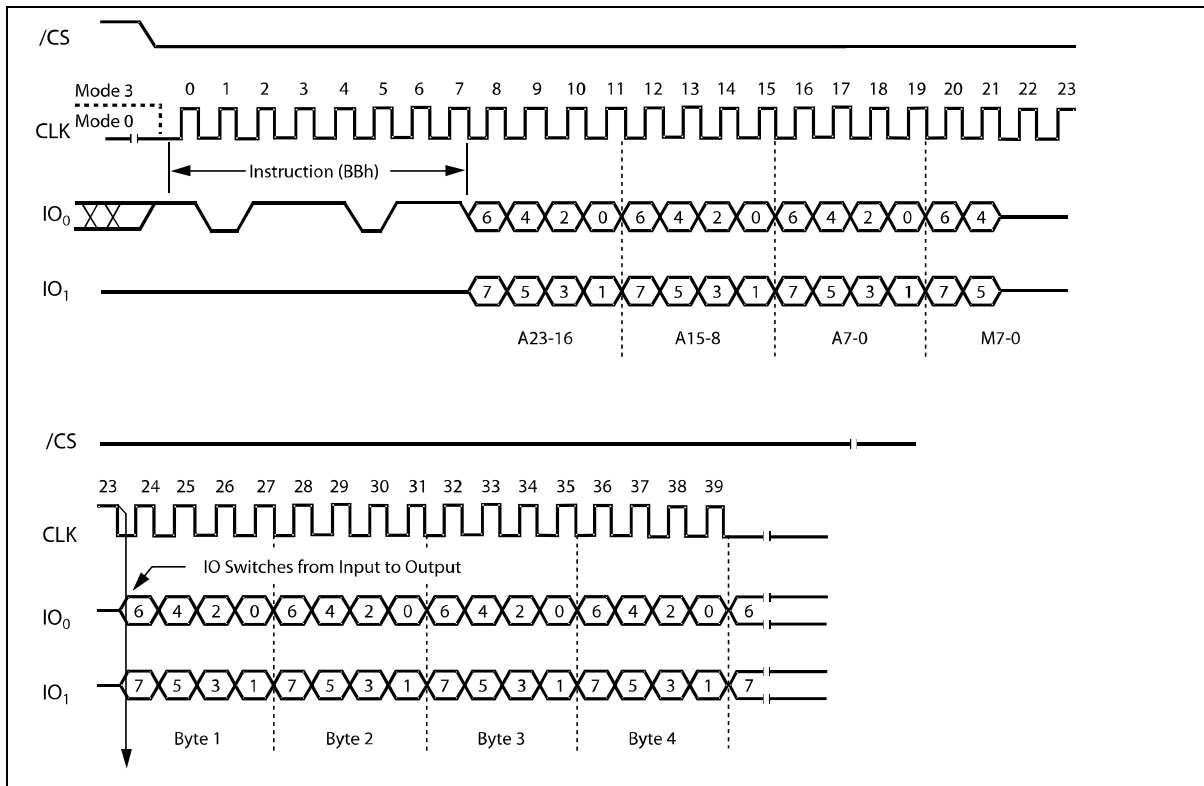 /CS
Mode 3
0 1 2 3 4 5 6 7 8 9 10 11 12 13 14 15 16 17 18 19 20 21 22 23
Mode 0
CLK
Instruction (BBh)
IO0 6 4 2 0 6 4 2 0 6 4 2 0 6 4
IO1 7 5 3 1 7 5 3 1 7 5 3 1 7 5
A23-16 A15-8 A7-0 M7-0
/CS
23 24 25 26 27 28 29 30 31 32 33 34 35 36 37 38 39
CLK
IO Switches from Input to Output
IO0 6 4 2 0 6 4 2 0 6 4 2 0 6 4 2 0 6
IO1 7 5 3 1 7 5 3 1 7 5 3 1 7 5 3 1 7
Byte 1 Byte 2 Byte 3 Byte 4